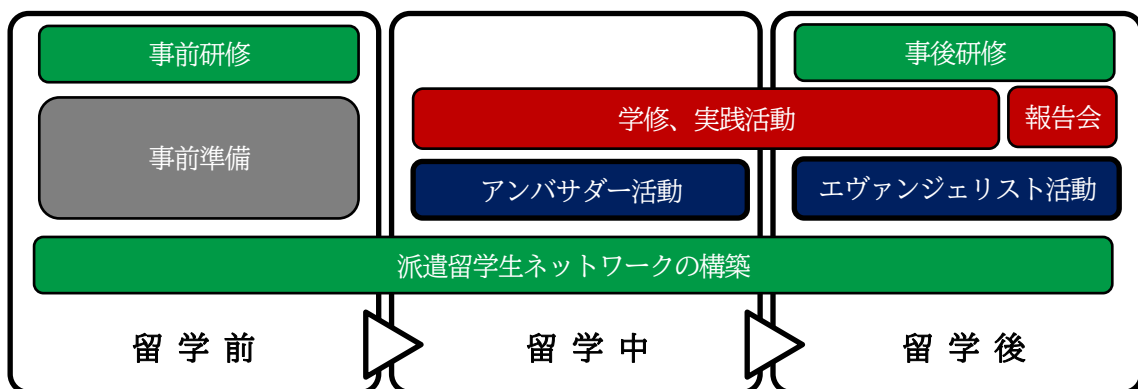 事前研修
事後研修
事前準備
学修、実践活動
報告会
アンバサダー活動
エヴァンジェリスト活動
派遣留学生ネットワークの構築
留学前
留学中
留学後